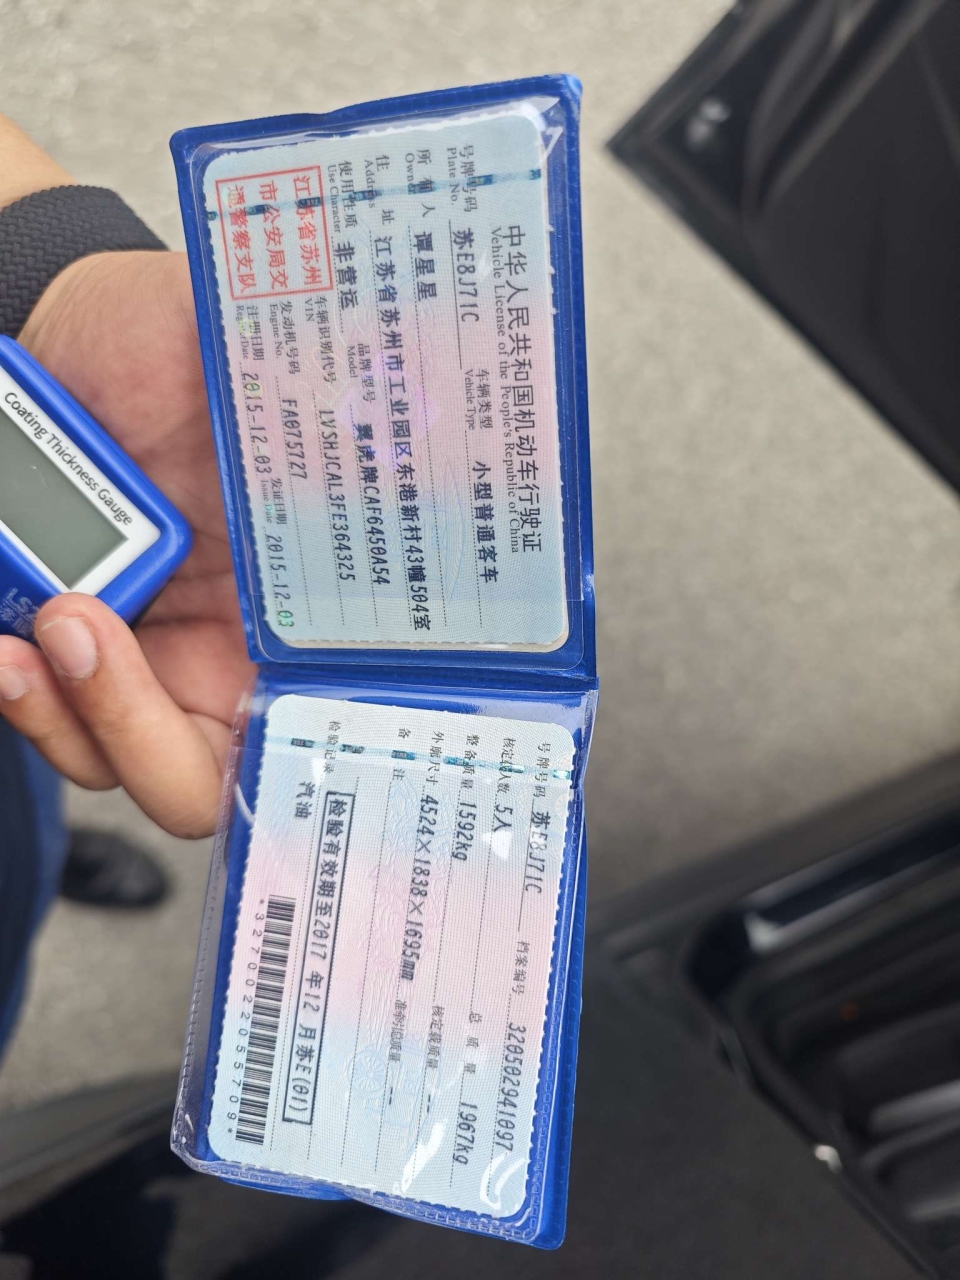 中华人民共和国机动车行驶证
Vehicle License of the People's Republic of China
号牌号码 苏E8J71C 车辆类型 小型普通客车
Plate No. Vehicle Type
所有人 谭星星
Owner
住址 江苏省苏州市工业园区东港新村43幢504室
Address
使用性质 非营运 品牌型号 翼虎牌CAF6450A54
Use Character Model
江苏省苏州
市公安局交
通警察支队
车辆识别代号 LVSHJCAL3FE364325
VIN
发动机号码 FA075727
Engine No.
注册日期 2015-12-03 发证日期 2015-12-03
Register Date Issue Date
号牌号码 苏E8J71C 档案编号 320502941097
核定载人数 5人 总质量 1967kg
整备质量 1592kg 核定载质量 --
外廓尺寸 4524×1838×1695mm 准牵引总质量 --
备注
检验有效期至2017年12月苏E(01)
检验记录 汽油
*3270022055709*
Coating Thickness Gauge